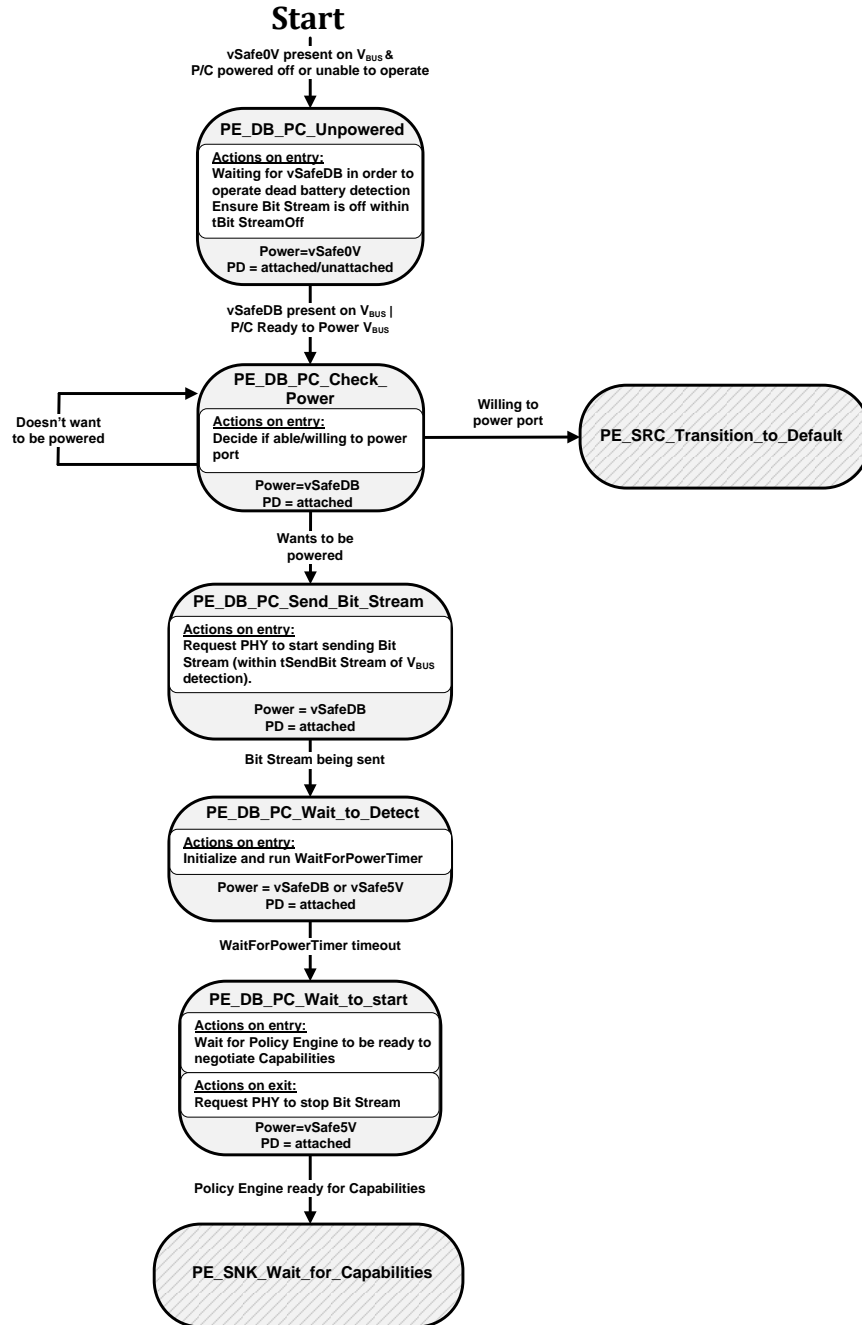 Start
vSafe0V present on VBUS &
P/C powered off or unable to operate
PE_DB_PC_Unpowered
Actions on entry:
Waiting for vSafeDB in order to
operate dead battery detection
Ensure Bit Stream is off within
tBit StreamOff
Power=vSafe0V
PD = attached/unattached
vSafeDB present on VBUS |
P/C Ready to Power VBUS
PE_DB_PC_Check_
Power
Actions on entry:
Decide if able/willing to power
port
Power=vSafeDB
PD = attached
Doesn't want
to be powered
Willing to
power port
PE_SRC_Transition_to_Default
Wants to be
powered
PE_DB_PC_Send_Bit_Stream
Actions on entry:
Request PHY to start sending Bit
Stream (within tSendBit Stream of VBUS
detection).
Power = vSafeDB
PD = attached
Bit Stream being sent
PE_DB_PC_Wait_to_Detect
Actions on entry:
Initialize and run WaitForPowerTimer
Power = vSafeDB or vSafe5V
PD = attached
WaitForPowerTimer timeout
PE_DB_PC_Wait_to_start
Actions on entry:
Wait for Policy Engine to be ready to
negotiate Capabilities
Actions on exit:
Request PHY to stop Bit Stream
Power=vSafe5V
PD = attached
Policy Engine ready for Capabilities
PE_SNK_Wait_for_Capabilities